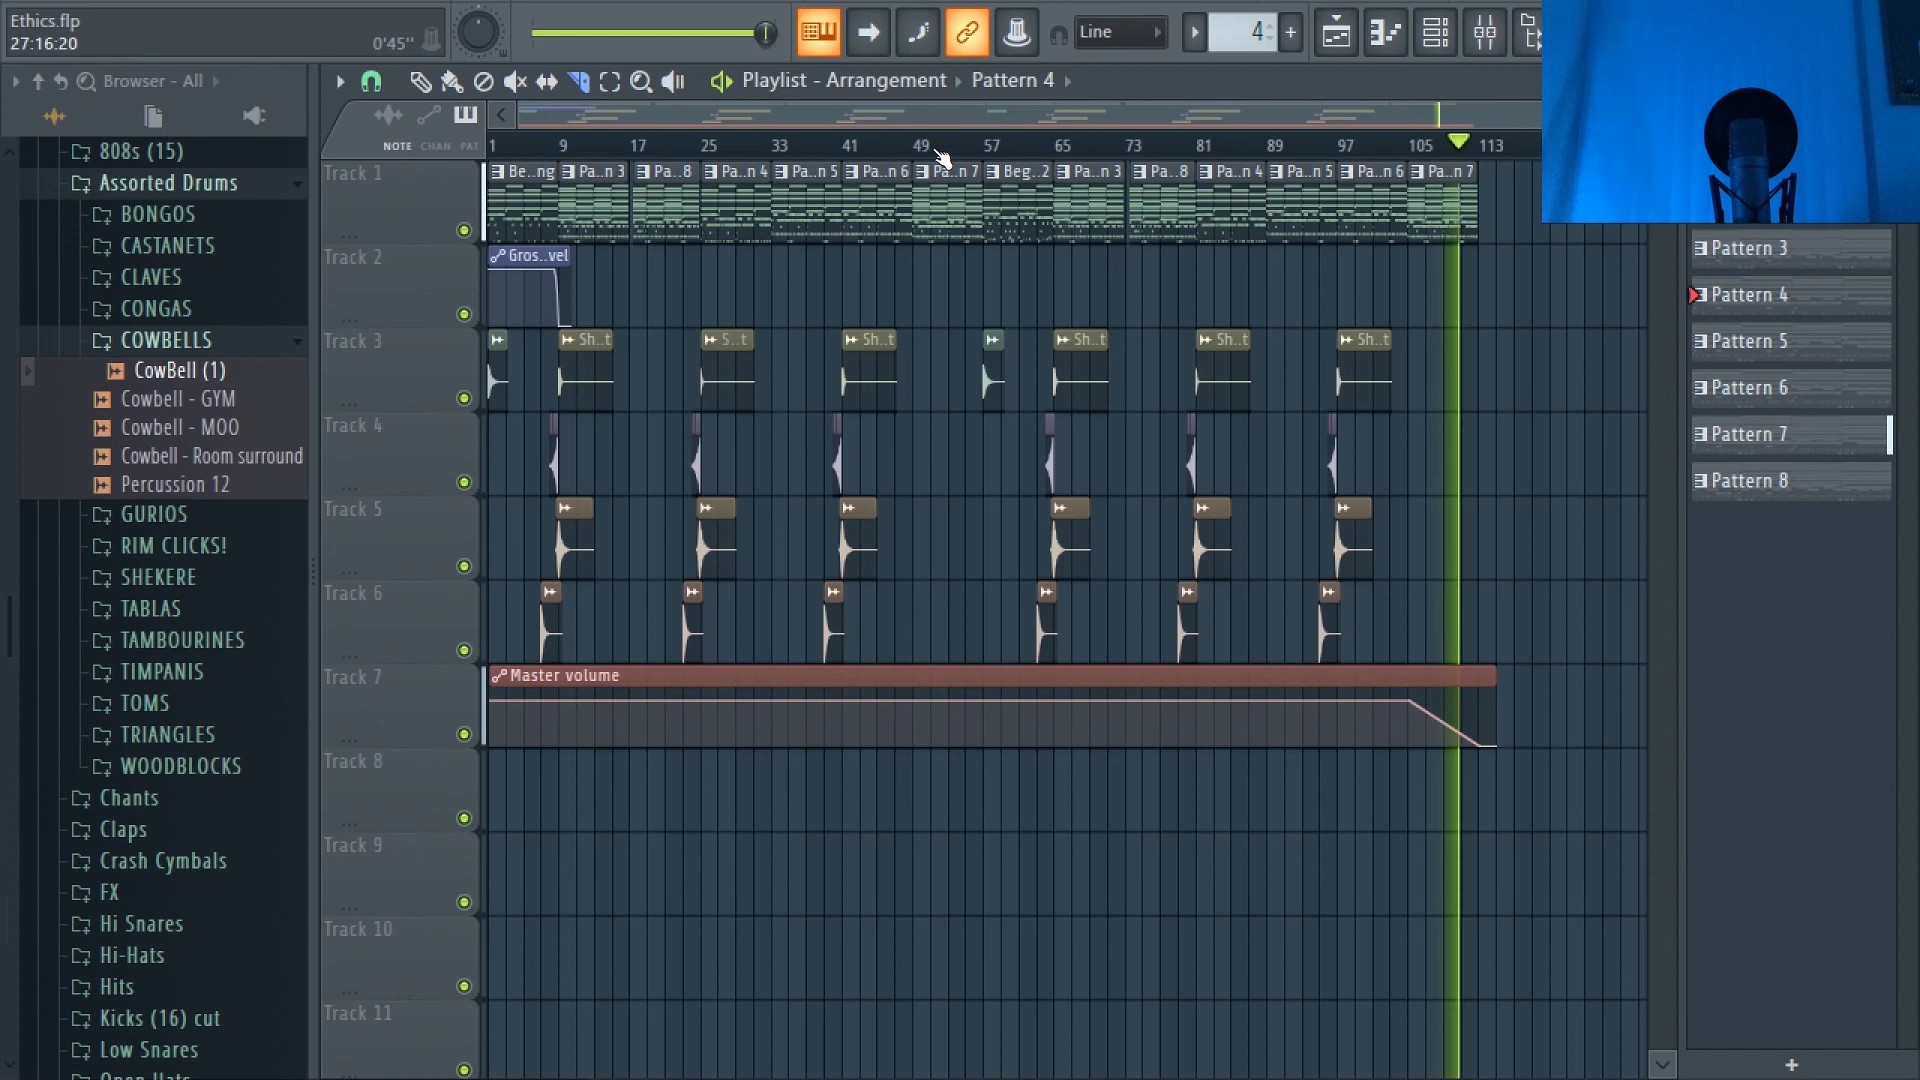 Ethics.flp
27:16:20
0'45"
Line
4
Browser - All
Playlist - Arrangement
Pattern 4
NOTE CHAN PAT
1 9 17 25 33 41 49 57 65 73 81 89 97 105 113
808s (15)
Assorted Drums
BONGOS
CASTANETS
CLAVES
CONGAS
COWBELLS
CowBell (1)
Cowbell - GYM
Cowbell - MOO
Cowbell - Room surround
Percussion 12
GURIOS
RIM CLICKS!
SHEKERE
TABLAS
TAMBOURINES
TIMPANIS
TOMS
TRIANGLES
WOODBLOCKS
Chants
Claps
Crash Cymbals
FX
Hi Snares
Hi-Hats
Hits
Kicks (16) cut
Low Snares
Track 1
Be...ng Pa..n 3 Pa..8 Pa..n 4 Pa..n 5 Pa..n 6 Pa..n 7 Beg..2 Pa..n 3 Pa..8 Pa..n 4 Pa..n 5 Pa..n 6 Pa..n 7
Track 2
Gros..vel
Track 3
Sh..t S..t Sh..t Sh..t Sh..t Sh..t
Track 4
Track 5
Track 6
Track 7
Master volume
Track 8
Track 9
Track 10
Track 11
Pattern 3
Pattern 4
Pattern 5
Pattern 6
Pattern 7
Pattern 8